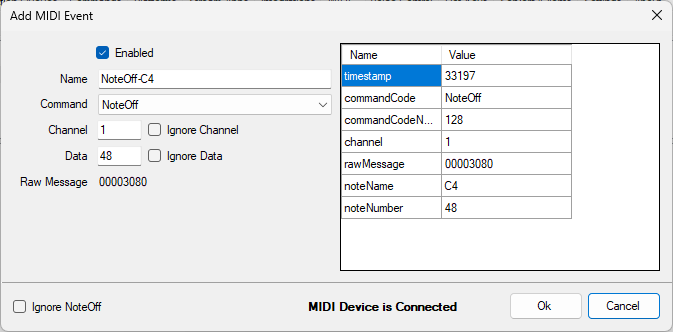 Add MIDI Event
Enabled
Name NoteOff-C4
Command NoteOff
Channel 1 Ignore Channel
Data 48 Ignore Data
Raw Message 00003080
Name Value
timestamp 33197
commandCode NoteOff
commandCodeN... 128
channel 1
rawMessage 00003080
noteName C4
noteNumber 48
Ignore NoteOff
MIDI Device is Connected
Ok
Cancel